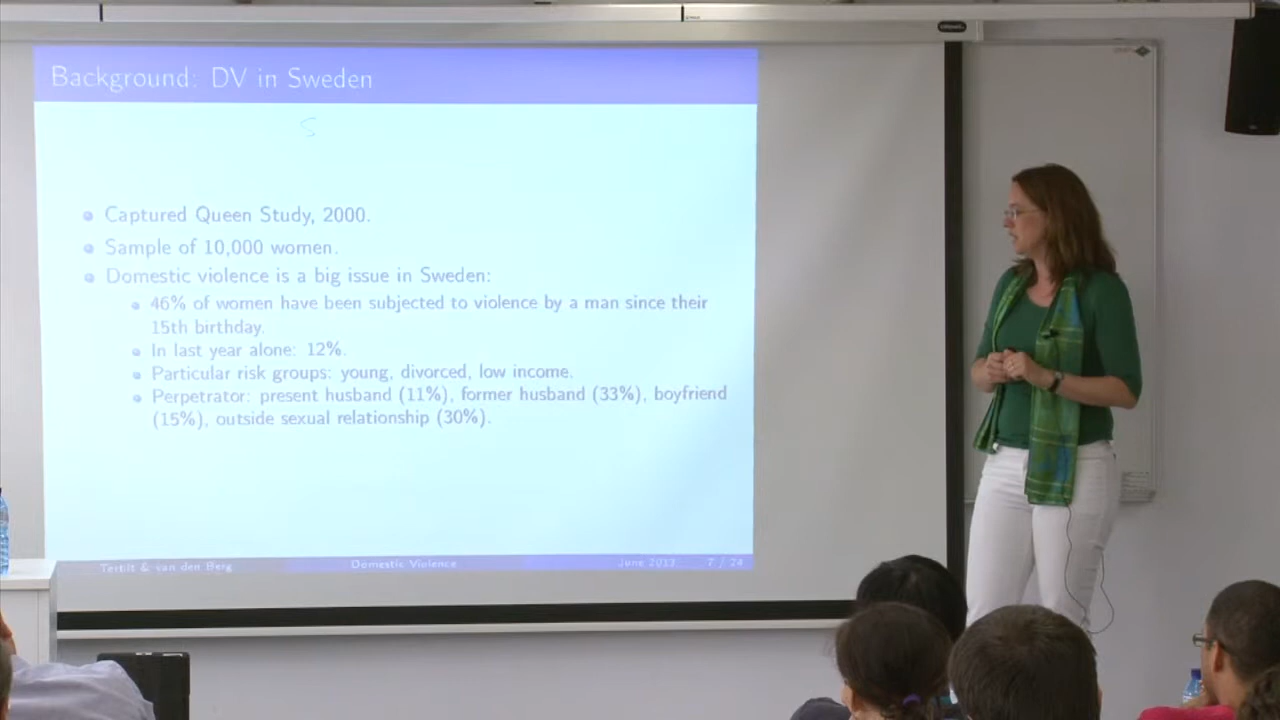 Background: DV in Sweden
Captured Queen Study, 2000.
Sample of 10,000 women.
Domestic violence is a big issue in Sweden:
46% of women have been subjected to violence by a man since their
15th birthday.
In last year alone: 12%.
Particular risk groups: young, divorced, low income.
Perpetrator: present husband (11%), former husband (33%), boyfriend
(15%), outside sexual relationship (30%).
Tertilt & van den Berg Domestic Violence June 2012 7 / 24